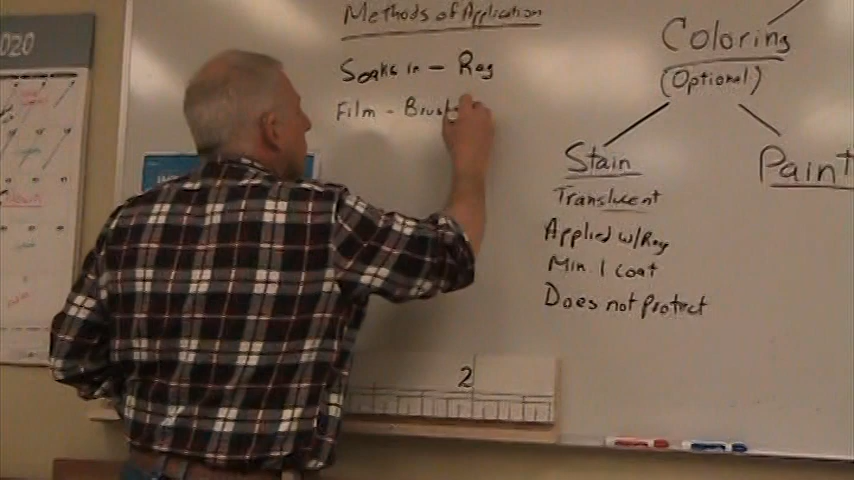 2020
Methods of Application
Soaks in - Rag
Film - Brush
Coloring
(Optional)
Stain
Translucent
Applied w/Rag
Min 1 coat
Does not Protect
Paint
2